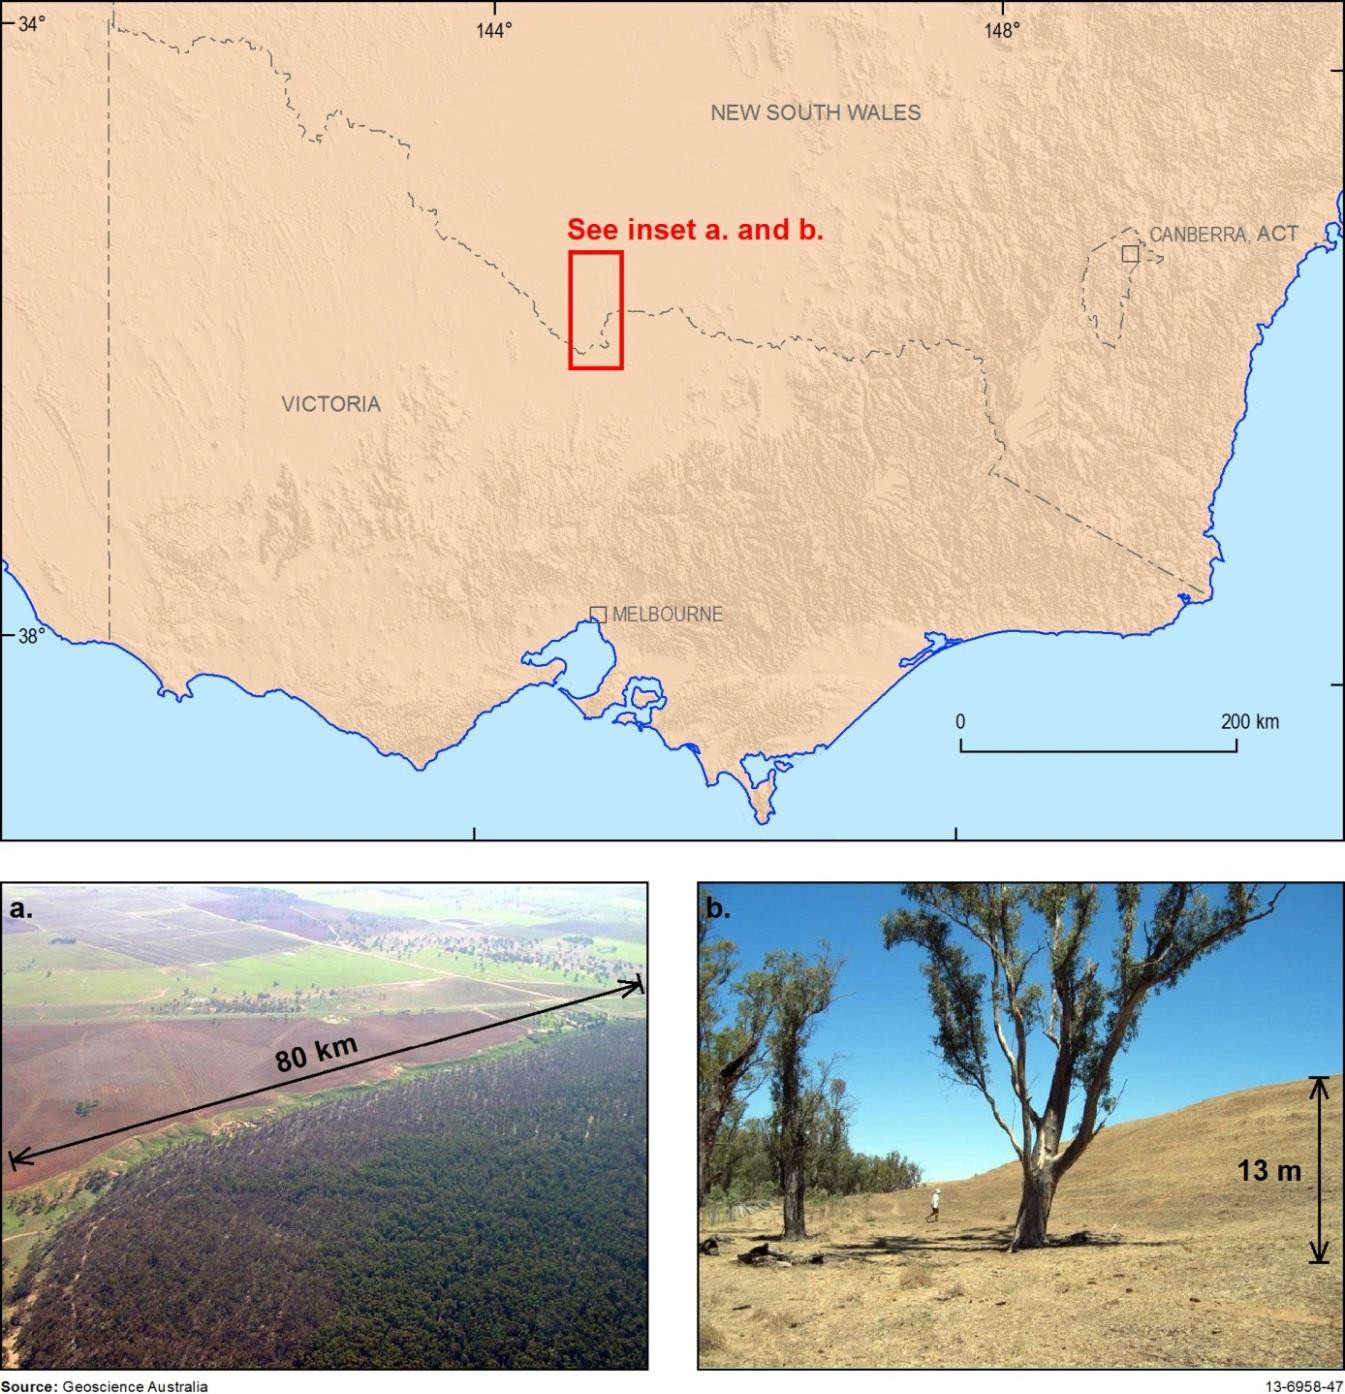 34°
144°
148°
NEW SOUTH WALES
See inset a. and b.
CANBERRA, ACT
VICTORIA
MELBOURNE
38°
0
200 km
a.
80 km
b.
13 m
Source: Geoscience Australia
13-6958-47